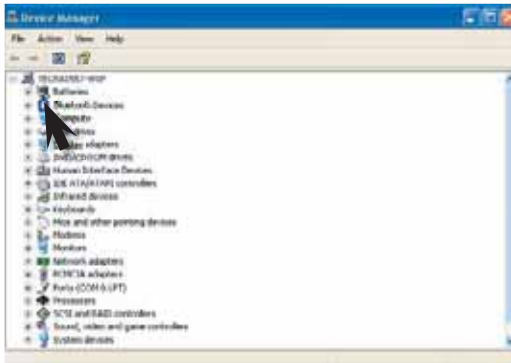 Device Manager
File Action View Help
Batteries
Bluetooth Devices
Computer
drives
adapters
DVD/CD-ROM drives
Human Interface Devices
IDE ATA/ATAPI controllers
Infrared devices
Keyboards
Mice and other pointing devices
Modems
Monitors
Network adapters
PCMCIA adapters
Ports (COM & LPT)
Processors
SCSI and RAID controllers
Sound, video and game controllers
System devices